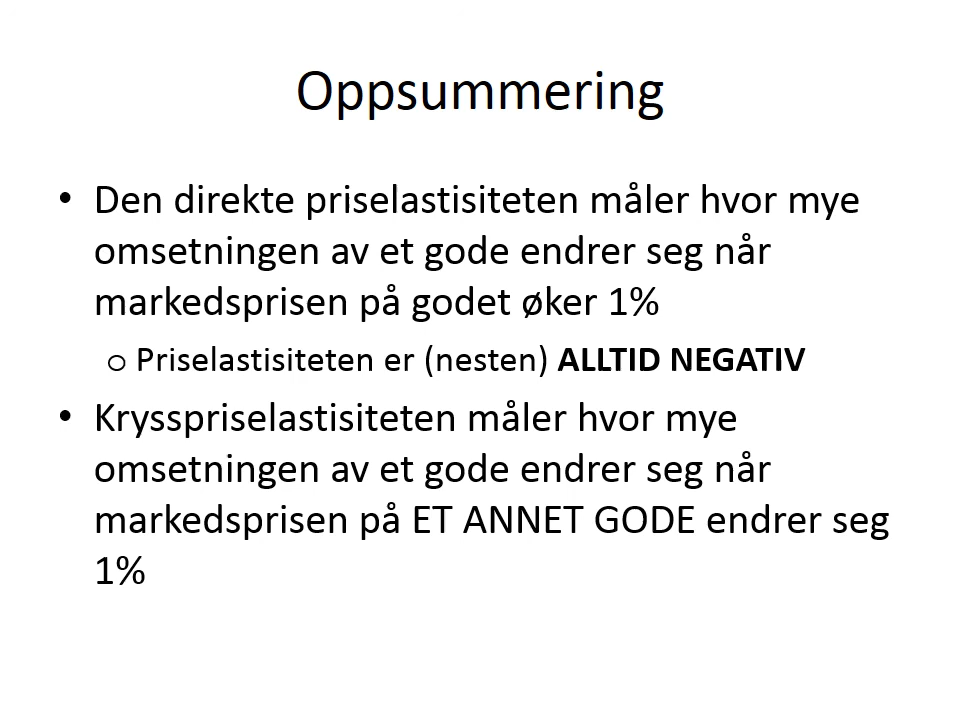 Oppsummering
• Den direkte priselastisiteten måler hvor mye
omsetningen av et gode endrer seg når
markedsprisen på godet øker 1%
o Priselastisiteten er (nesten) ALLTID NEGATIV
• Krysspriselastisiteten måler hvor mye
omsetningen av et gode endrer seg når
markedsprisen på ET ANNET GODE endrer seg
1%